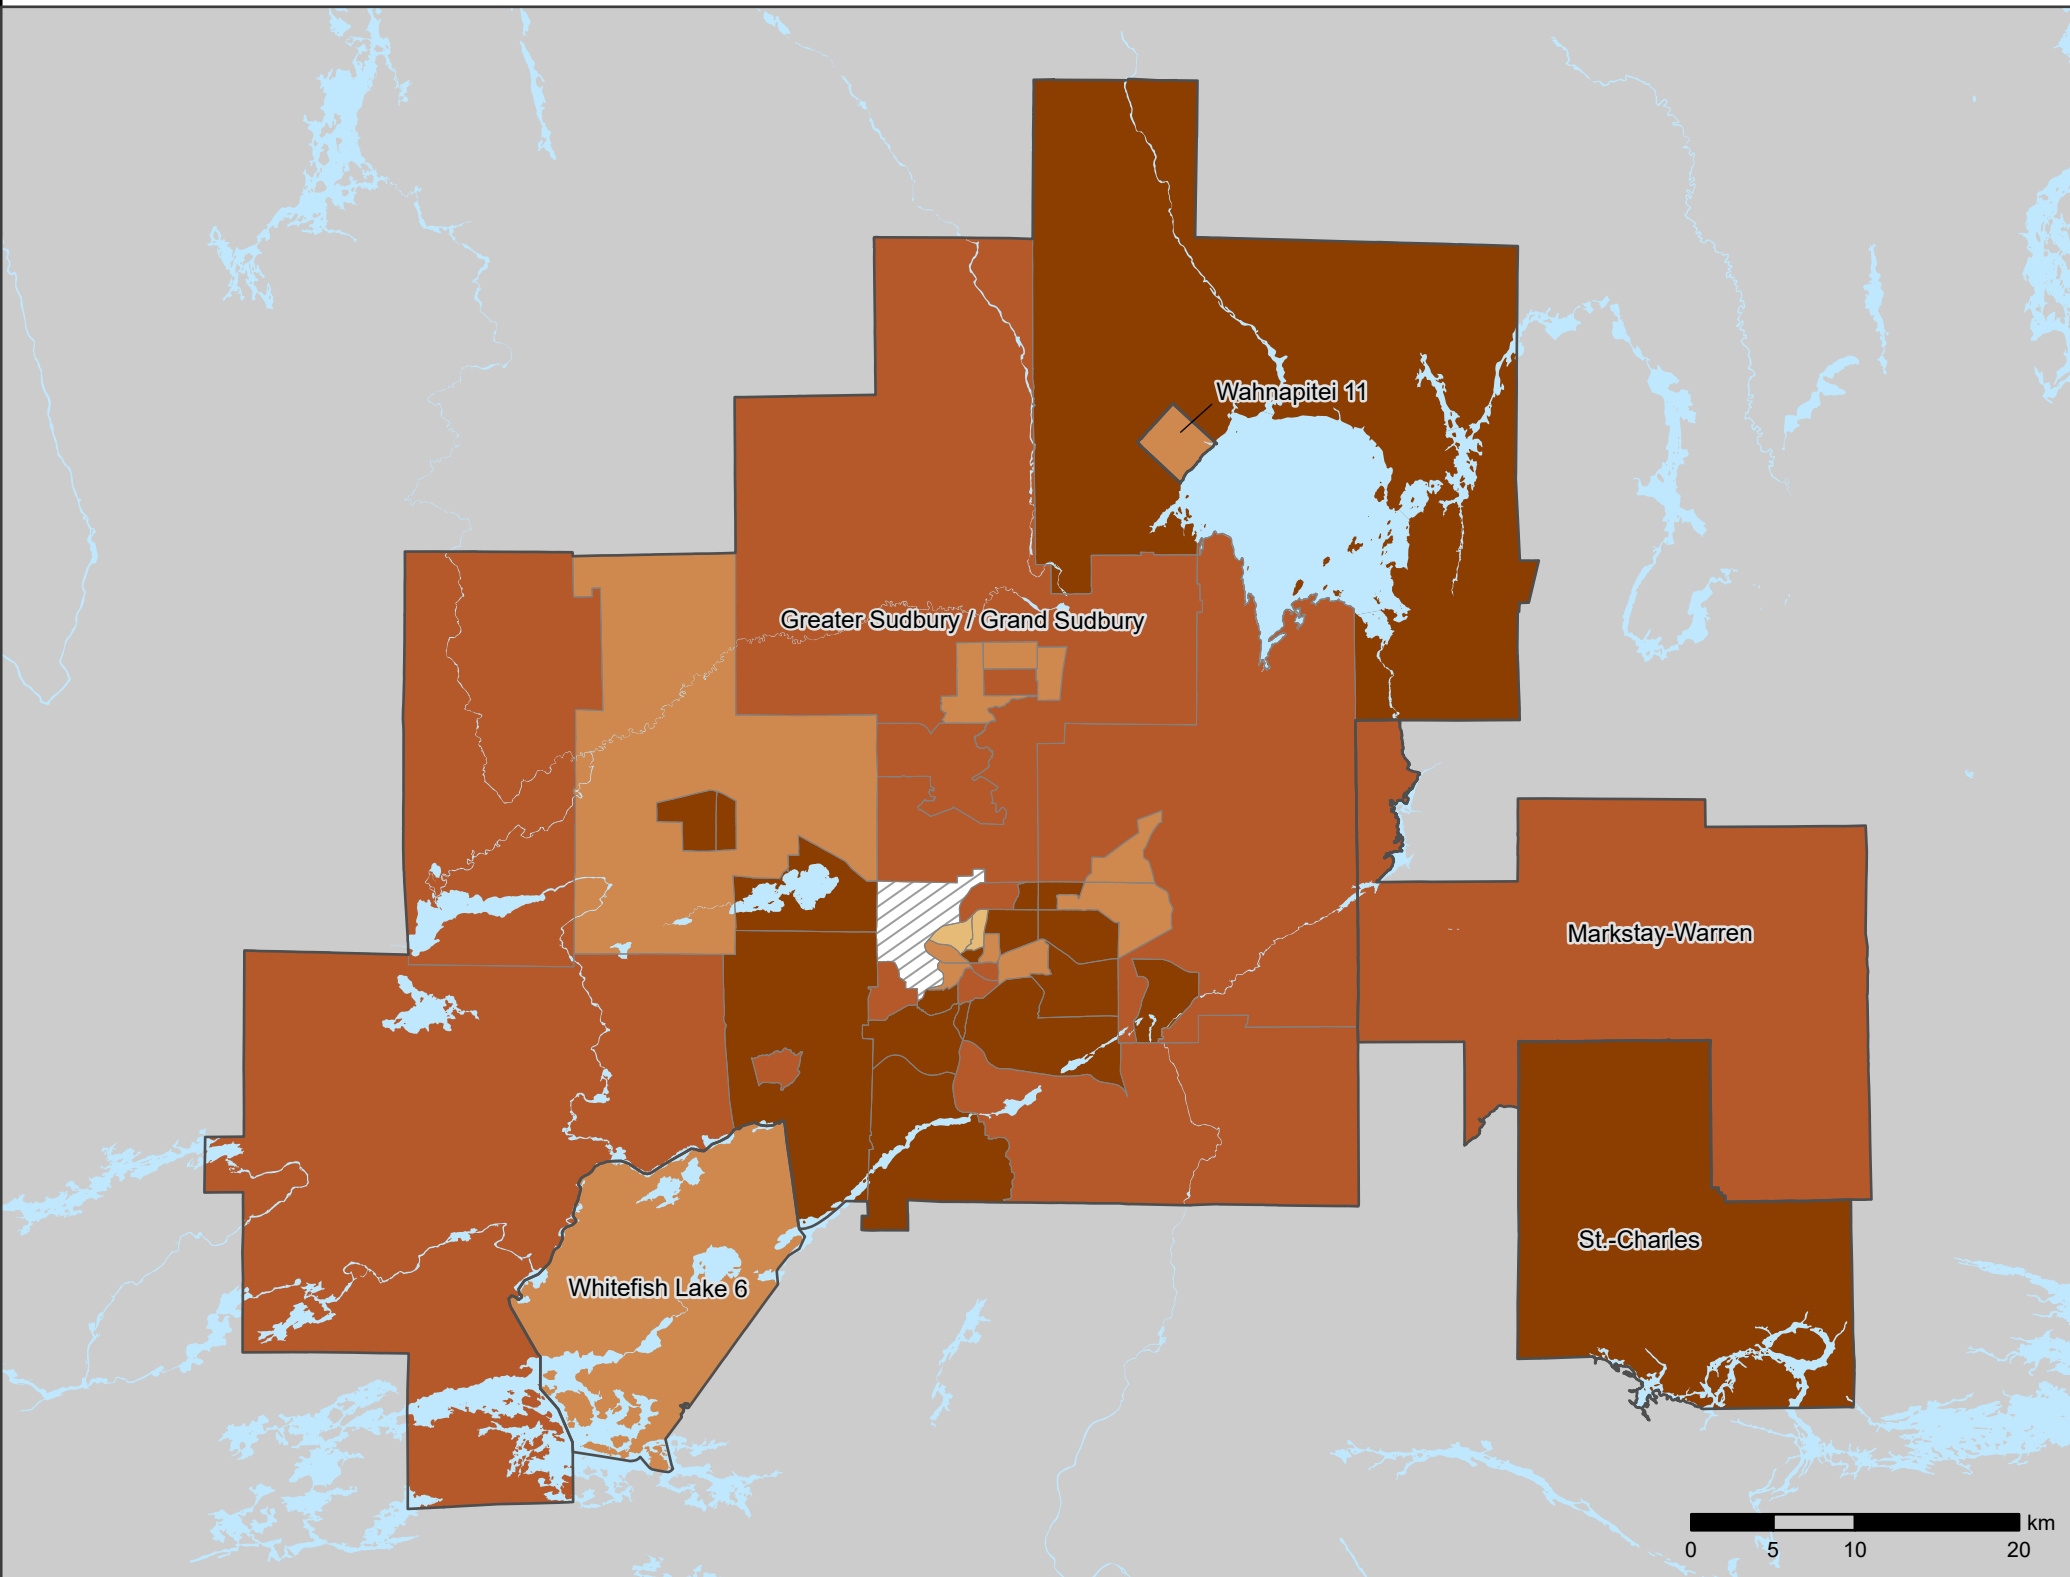 Wahnapitei 11
Greater Sudbury / Grand Sudbury
Markstay-Warren
St.-Charles
Whitefish Lake 6
km
0 5 10 20